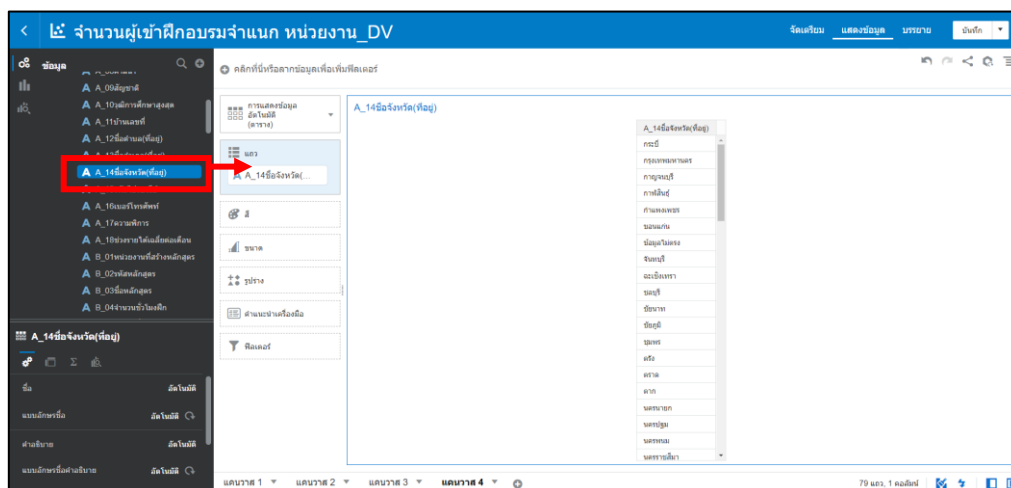 จำนวนผู้เข้าฝึกอบรมจำแนก หน่วยงาน_DV
จัดเตรียม แสดงข้อมูล บรรยาย บันทึก
ข้อมูล
A_09สัญชาติ
A_10วุฒิการศึกษาสูงสุด
A_11บ้านเลขที่
A_12ชื่อตำบล(ที่อยู่)
A_14ชื่อจังหวัด(ที่อยู่)
A_16เบอร์โทรศัพท์
A_17ความพิการ
A_18ช่วงรายได้เฉลี่ยต่อเดือน
B_01หน่วยงานที่สร้างหลักสูตร
B_02รหัสหลักสูตร
B_03ชื่อหลักสูตร
B_04จำนวนชั่วโมงฝึก
A_14ชื่อจังหวัด(ที่อยู่)
ชื่อ อัตโนมัติ
แบบอักษรชื่อ อัตโนมัติ
คำอธิบาย อัตโนมัติ
แบบอักษรชื่อคำอธิบาย อัตโนมัติ
คลิกที่นี่หรือลากข้อมูลเพื่อเพิ่มฟิลเตอร์
การแสดงข้อมูล
อัตโนมัติ
(ตาราง)
แถว
A_14ชื่อจังหวัด(...
สี
ขนาด
รูปร่าง
คำแนะนำเครื่องมือ
ฟิลเตอร์
A_14ชื่อจังหวัด(ที่อยู่)
A_14ชื่อจังหวัด(ที่อยู่)
กระบี่
กรุงเทพมหานคร
กาญจนบุรี
กาฬสินธุ์
กำแพงเพชร
ขอนแก่น
ข้อมูลไม่ตรง
จันทบุรี
ฉะเชิงเทรา
ชลบุรี
ชัยนาท
ชัยภูมิ
ชุมพร
ตรัง
ตราด
ตาก
นครนายก
นครปฐม
นครพนม
นครราชสีมา
แคนวาส 1 แคนวาส 2 แคนวาส 3 แคนวาส 4
79 แถว, 1 คอลัมน์